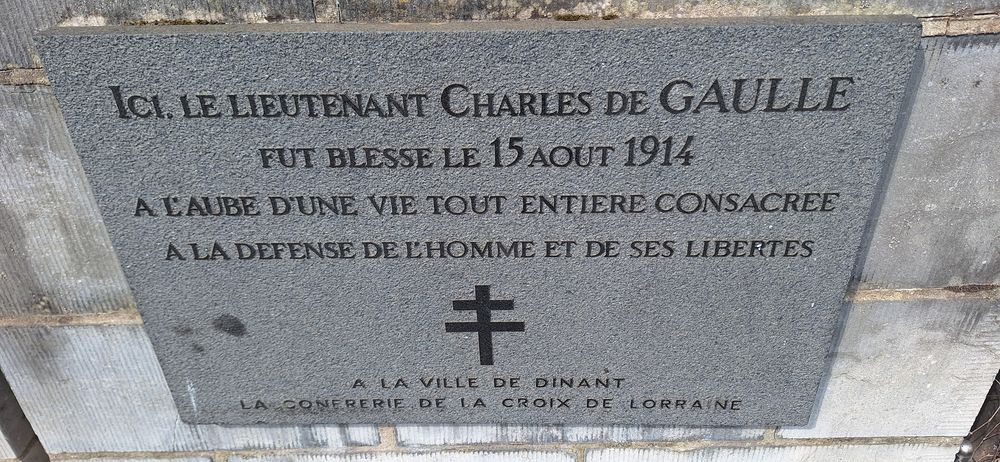 ICI. LE LIEUTENANT CHARLES DE GAULLE
FUT BLESSE LE 15 AOUT 1914
A L'AUBE D'UNE VIE TOUT ENTIERE CONSACREE
A LA DEFENSE DE L'HOMME ET DE SES LIBERTES
A LA VILLE DE DINANT
LA CONFRERIE DE LA CROIX DE LORRAINE